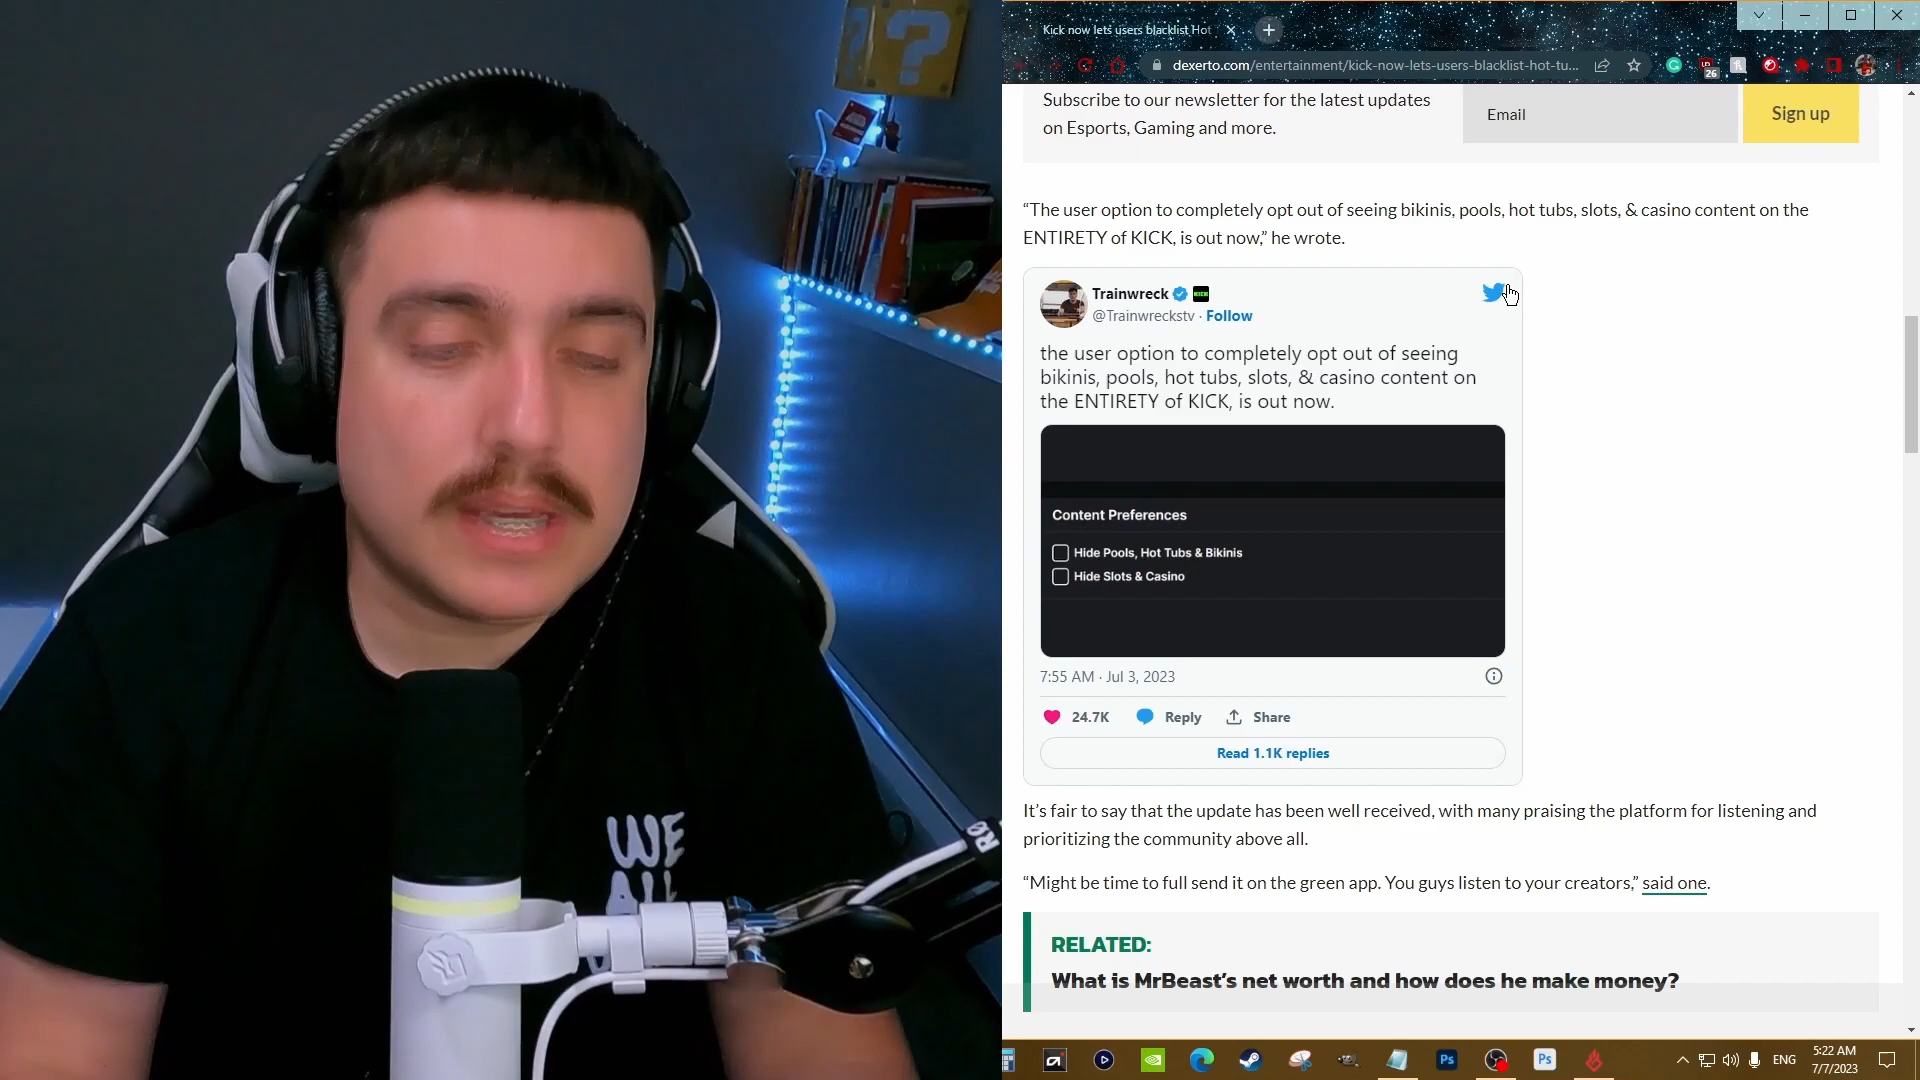 Kick now lets users blacklist Hot
dexerto.com/entertainment/kick-now-lets-users-blacklist-hot-tu...
26
Subscribe to our newsletter for the latest updates
on Esports, Gaming and more.
Email
Sign up
“The user option to completely opt out of seeing bikinis, pools, hot tubs, slots, & casino content on the
ENTIRETY of KICK, is out now,” he wrote.
Trainwreck
KICK
@Trainwreckstv · Follow
the user option to completely opt out of seeing
bikinis, pools, hot tubs, slots, & casino content on
the ENTIRETY of KICK, is out now.
Content Preferences
Hide Pools, Hot Tubs & Bikinis
Hide Slots & Casino
7:55 AM · Jul 3, 2023
24.7K
Reply
Share
Read 1.1K replies
It’s fair to say that the update has been well received, with many praising the platform for listening and
prioritizing the community above all.
“Might be time to full send it on the green app. You guys listen to your creators,” said one.
RELATED:
What is MrBeast’s net worth and how does he make money?
Ps
Ps
ENG
5:22 AM
7/7/2023
?
WE
ALL